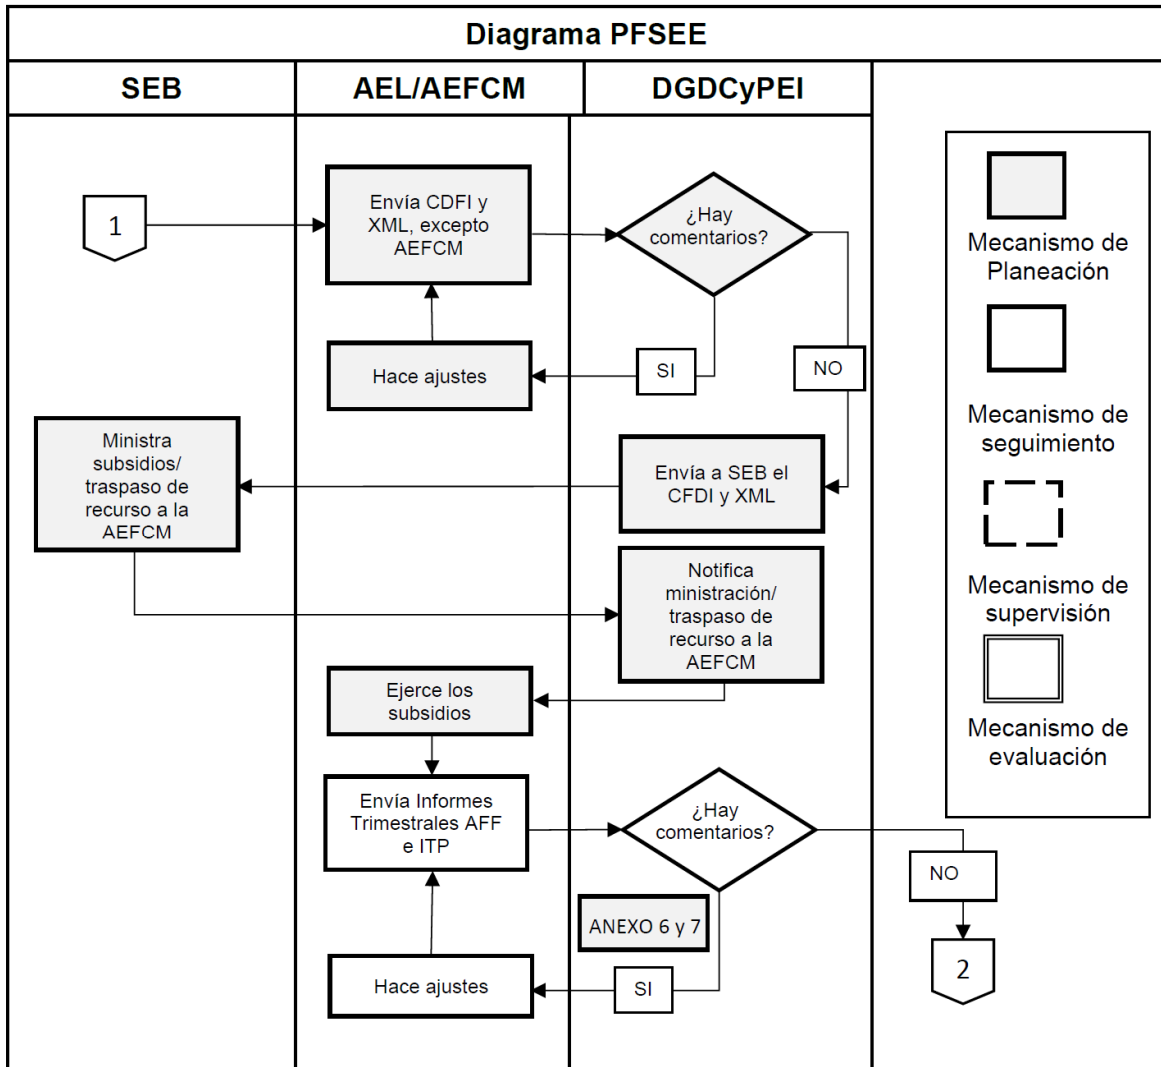 Diagrama PFSEE
SEB
AEL/AEFCM
DGDCyPEI
1
Envía CDFI y
XML, excepto
AEFCM
¿Hay
comentarios?
Hace ajustes
SI
NO
Ministra
subsidios/
traspaso de
recurso a la
AEFCM
Envía a SEB el
CFDI y XML
Notifica
ministración/
traspaso de
recurso a la
AEFCM
Ejerce los
subsidios
Envía Informes
Trimestrales AFF
e ITP
¿Hay
comentarios?
NO
ANEXO 6 y 7
Hace ajustes
SI
2
Mecanismo de
Planeación
Mecanismo de
seguimiento
Mecanismo de
supervisión
Mecanismo de
evaluación